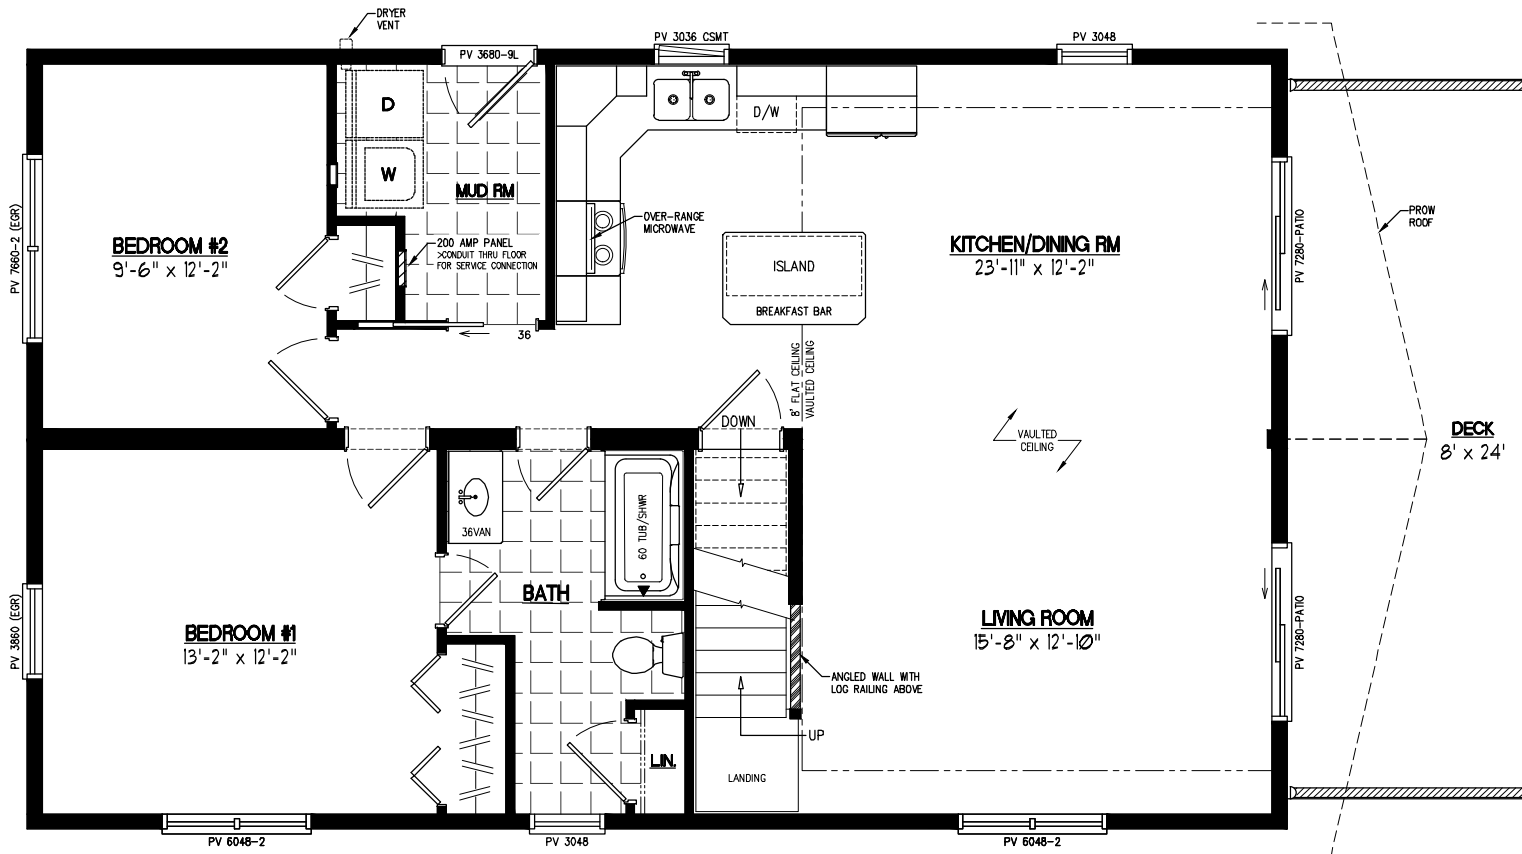 DRYER
VENT
PV 3680-9L
PV 3036 CSMT
PV 3048
D
W
D/W
MUD RM
PV 7660-2 (EGR)
BEDROOM #2
9'-6" x 12'-2"
200 AMP PANEL
>CONDUIT THRU FLOOR
FOR SERVICE CONNECTION
OVER-RANGE
MICROWAVE
ISLAND
BREAKFAST BAR
KITCHEN/DINING RM
23'-11" x 12'-2"
PV 7280-PATIO
PROW
ROOF
36
8' FLAT CEILING
VAULTED CEILING
DOWN
VAULTED
CEILING
DECK
8' x 24'
36VAN
60 TUB/SHWR
BATH
PV 3860 (EGR)
BEDROOM #1
13'-2" x 12'-2"
LIVING ROOM
15'-8" x 12'-10"
PV 7280-PATIO
ANGLED WALL WITH
LOG RAILING ABOVE
UP
LIN.
LANDING
PV 6048-2
PV 3048
PV 6048-2